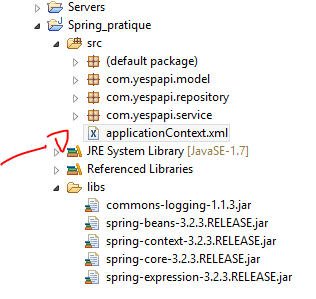 Servers
Spring_pratique
src
(default package)
com.yespapi.model
com.yespapi.repository
com.yespapi.service
applicationContext.xml
JRE System Library [JavaSE-1.7]
Referenced Libraries
libs
commons-logging-1.1.3.jar
spring-beans-3.2.3.RELEASE.jar
spring-context-3.2.3.RELEASE.jar
spring-core-3.2.3.RELEASE.jar
spring-expression-3.2.3.RELEASE.jar